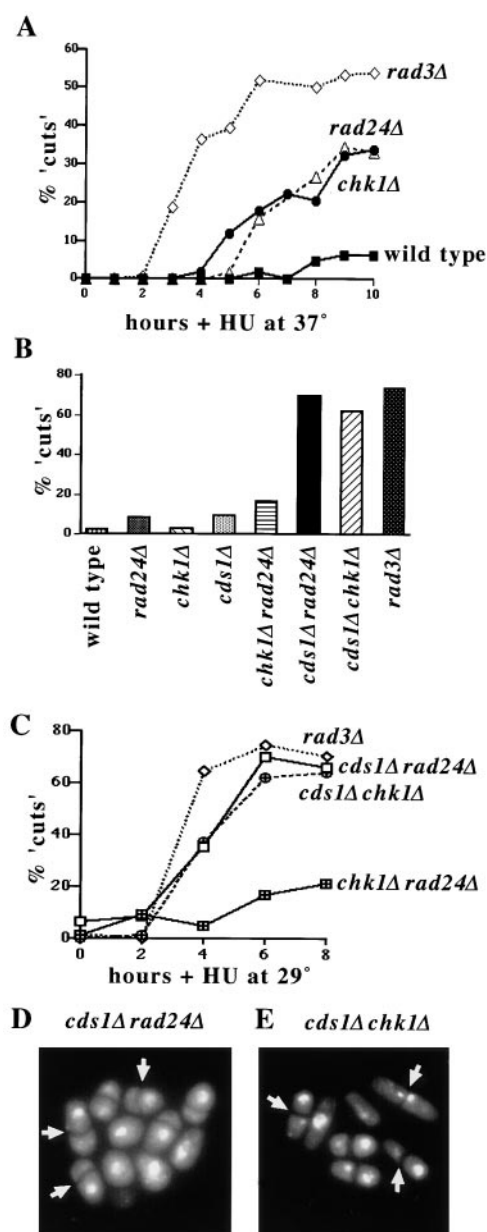 A
% 'cuts'
60
50
40
30
20
10
0
rad3Δ
rad24Δ
chk1Δ
wild type
0 2 4 6 8 10
hours + HU at 37°
B
% 'cuts'
80
60
40
20
0
wild type
rad24Δ
chk1Δ
cds1Δ
chk1Δ rad24Δ
cds1Δ rad24Δ
cds1Δ chk1Δ
rad3Δ
C
% 'cuts'
80
60
40
20
0
rad3Δ
cds1Δ rad24Δ
cds1Δ chk1Δ
chk1Δ rad24Δ
0 2 4 6 8
hours + HU at 29°
D cds1Δ rad24Δ
E cds1Δ chk1Δ